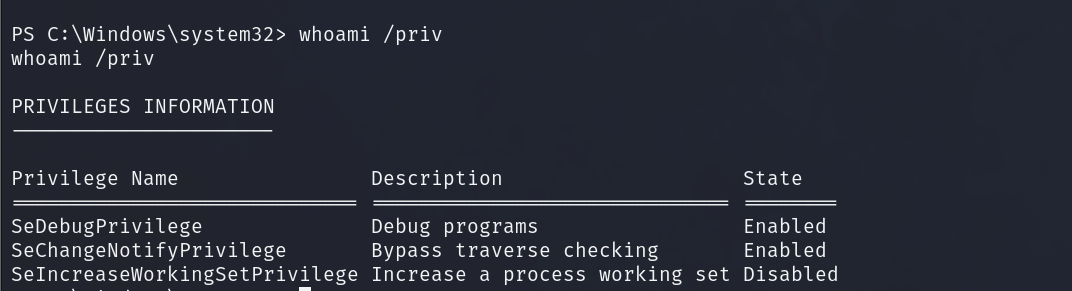 PS C:\Windows\system32> whoami /priv
whoami /priv
PRIVILEGES INFORMATION
Privilege Name Description State
SeDebugPrivilege Debug programs Enabled
SeChangeNotifyPrivilege Bypass traverse checking Enabled
SeIncreaseWorkingSetPrivilege Increase a process working set Disabled